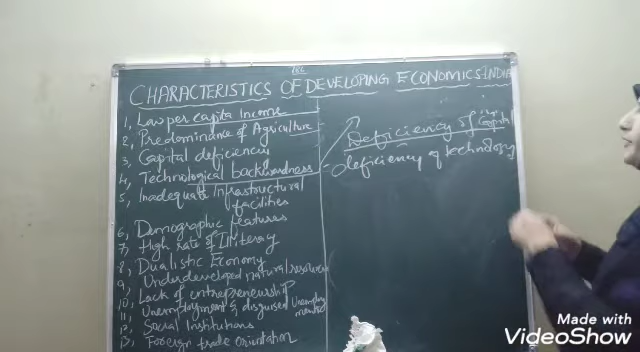 CHARACTERISTICS OF DEVELOPING ECONOMICS-INDIA
1, Low per capita Income
2, Predominance of Agriculture
3, Capital deficiency
4, Technological backwardness
5, Inadequate Infrastructural
facilities
6, Demographic features
7, High rate of Illiteracy
8, Dualistic Economy
9, Underdeveloped natural resources
10, Lack of entrepreneurship
11, Unemployment & disguised Unemployment
12, Social Institutions
13, Foreign trade orientation
Deficiency of Capital
deficiency of technology
Made with
VideoShow